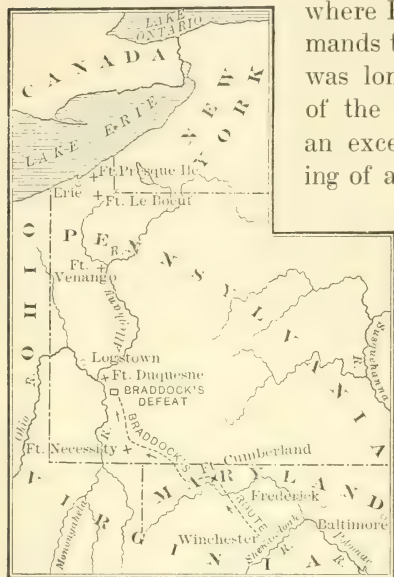 LAKE
ONTARIO
where
mands t
was lon
of the
an exce
ing of a
CANADA
LAKE ERIE
NEW
YORK
Ft. Presque Ile
Erie
Ft. Le Boeuf
PENNSYLVANIA
OHIO
Ft.
Venango
Allegheny
R.
Logstown
Ft. Duquesne
BRADDOCK'S
DEFEAT
Susquehanna
R.
Ohio R.
BRADDOCK'S
ROUTE
Ft. Necessity
R.
Ft. Cumberland
MARYLAND
Frederick
VIRGINIA
Baltimore
Winchester
Monongahela
Shenandoah
R.
Potomac
R.